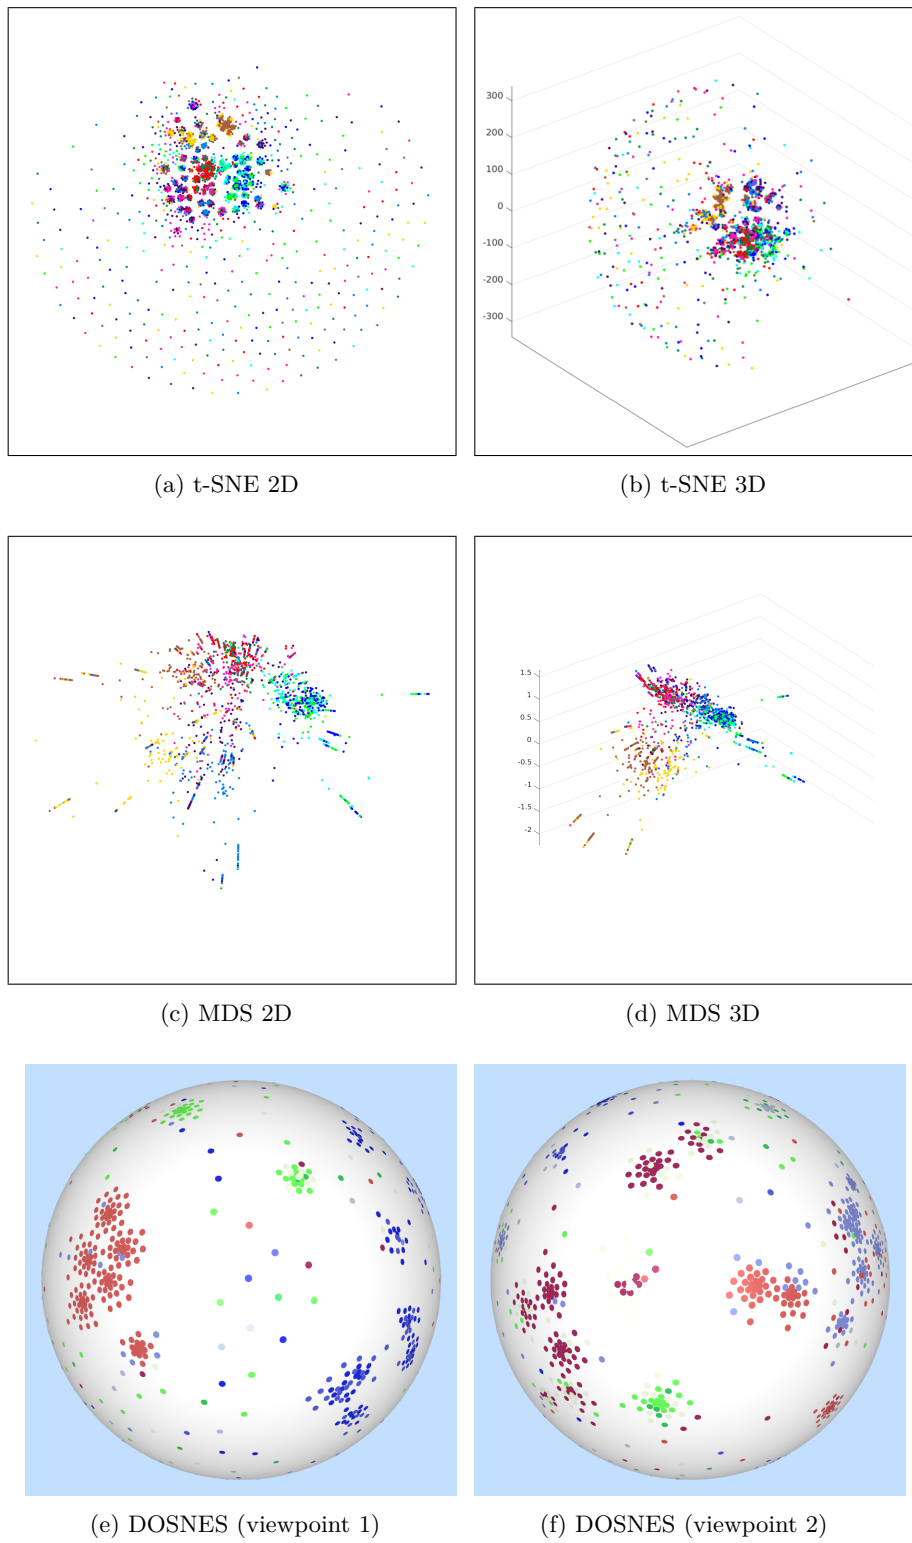 300
200
100
0
-100
-200
-300
(a) t-SNE 2D
(b) t-SNE 3D
1.5
1
0.5
0
-0.5
-1
-1.5
-2
(c) MDS 2D
(d) MDS 3D
(e) DOSNES (viewpoint 1)
(f) DOSNES (viewpoint 2)